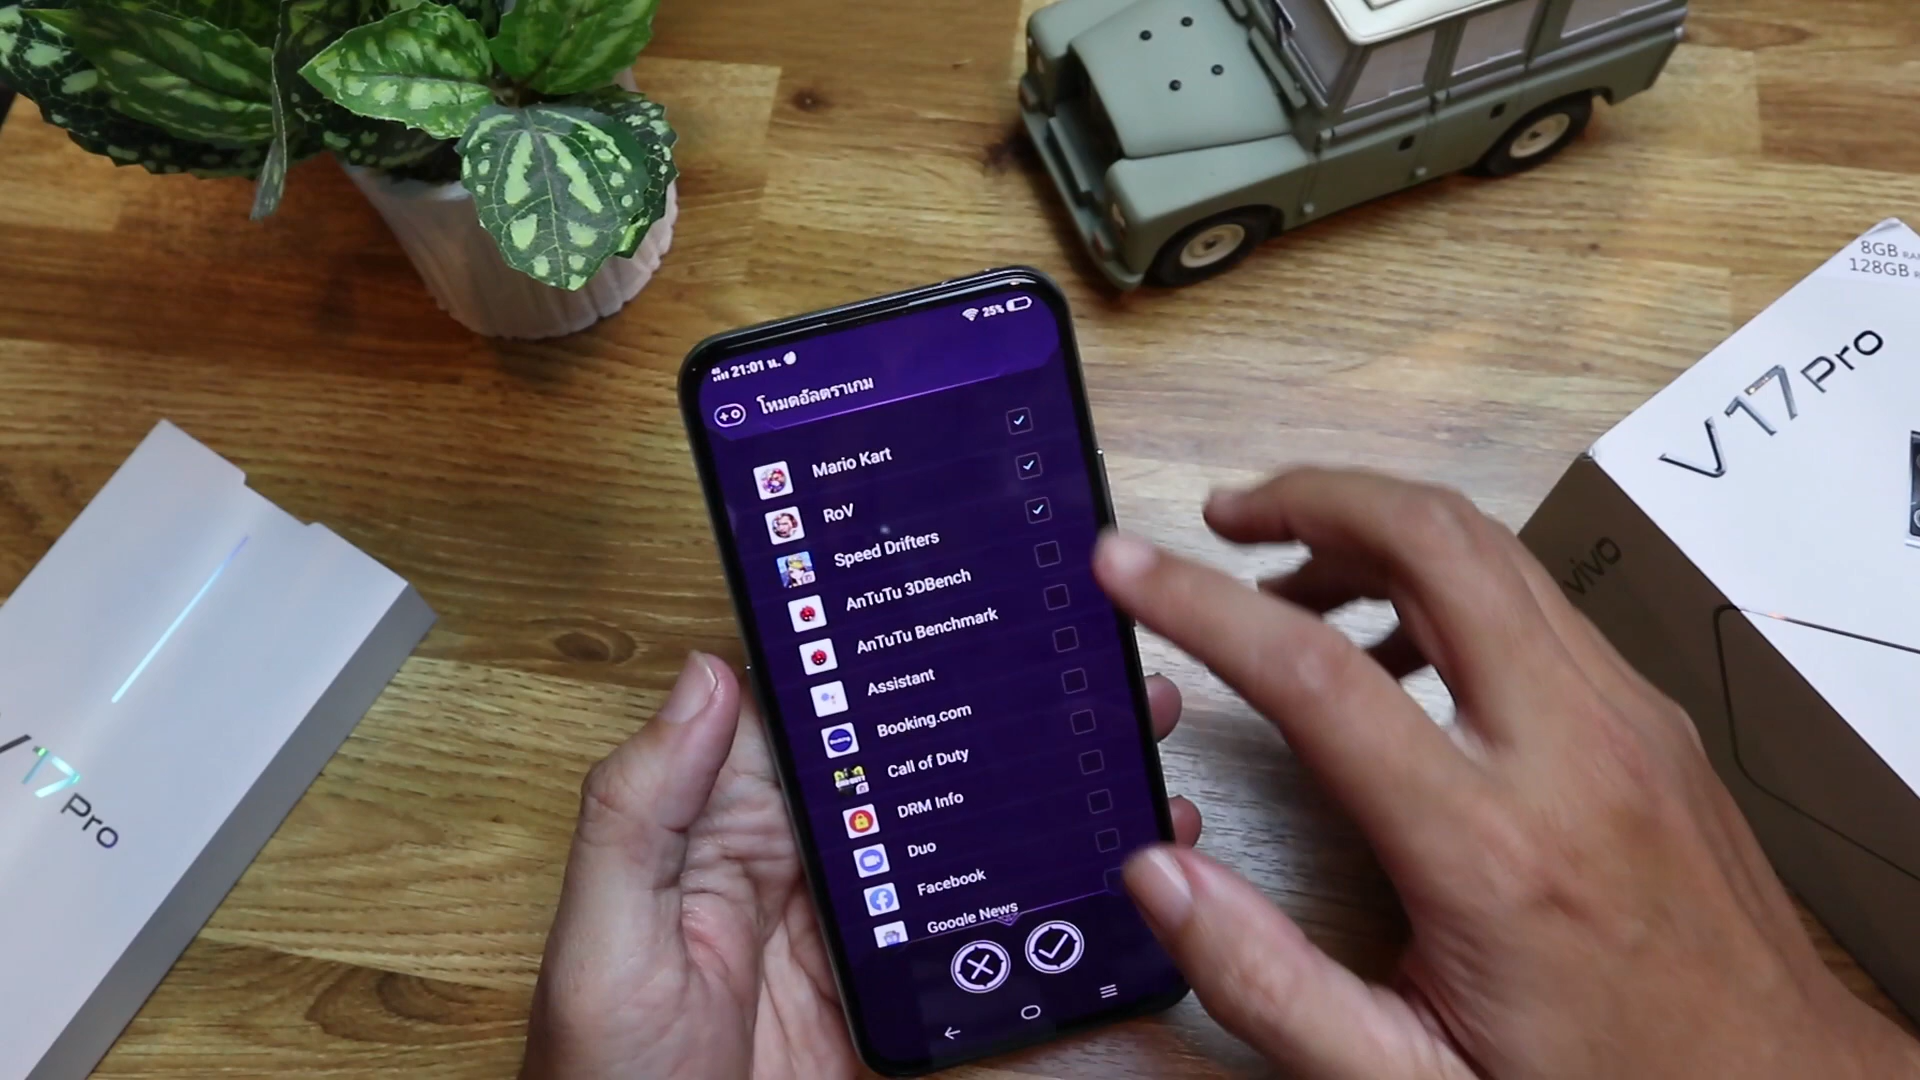 21:01 น.
25%
โหมดอัลตราเกม
Mario Kart
RoV
Speed Drifters
AnTuTu 3DBench
AnTuTu Benchmark
Assistant
Booking.com
Call of Duty
DRM Info
Duo
Facebook
Google News
8GB
128GB
V17 Pro
vivo
V17 Pro